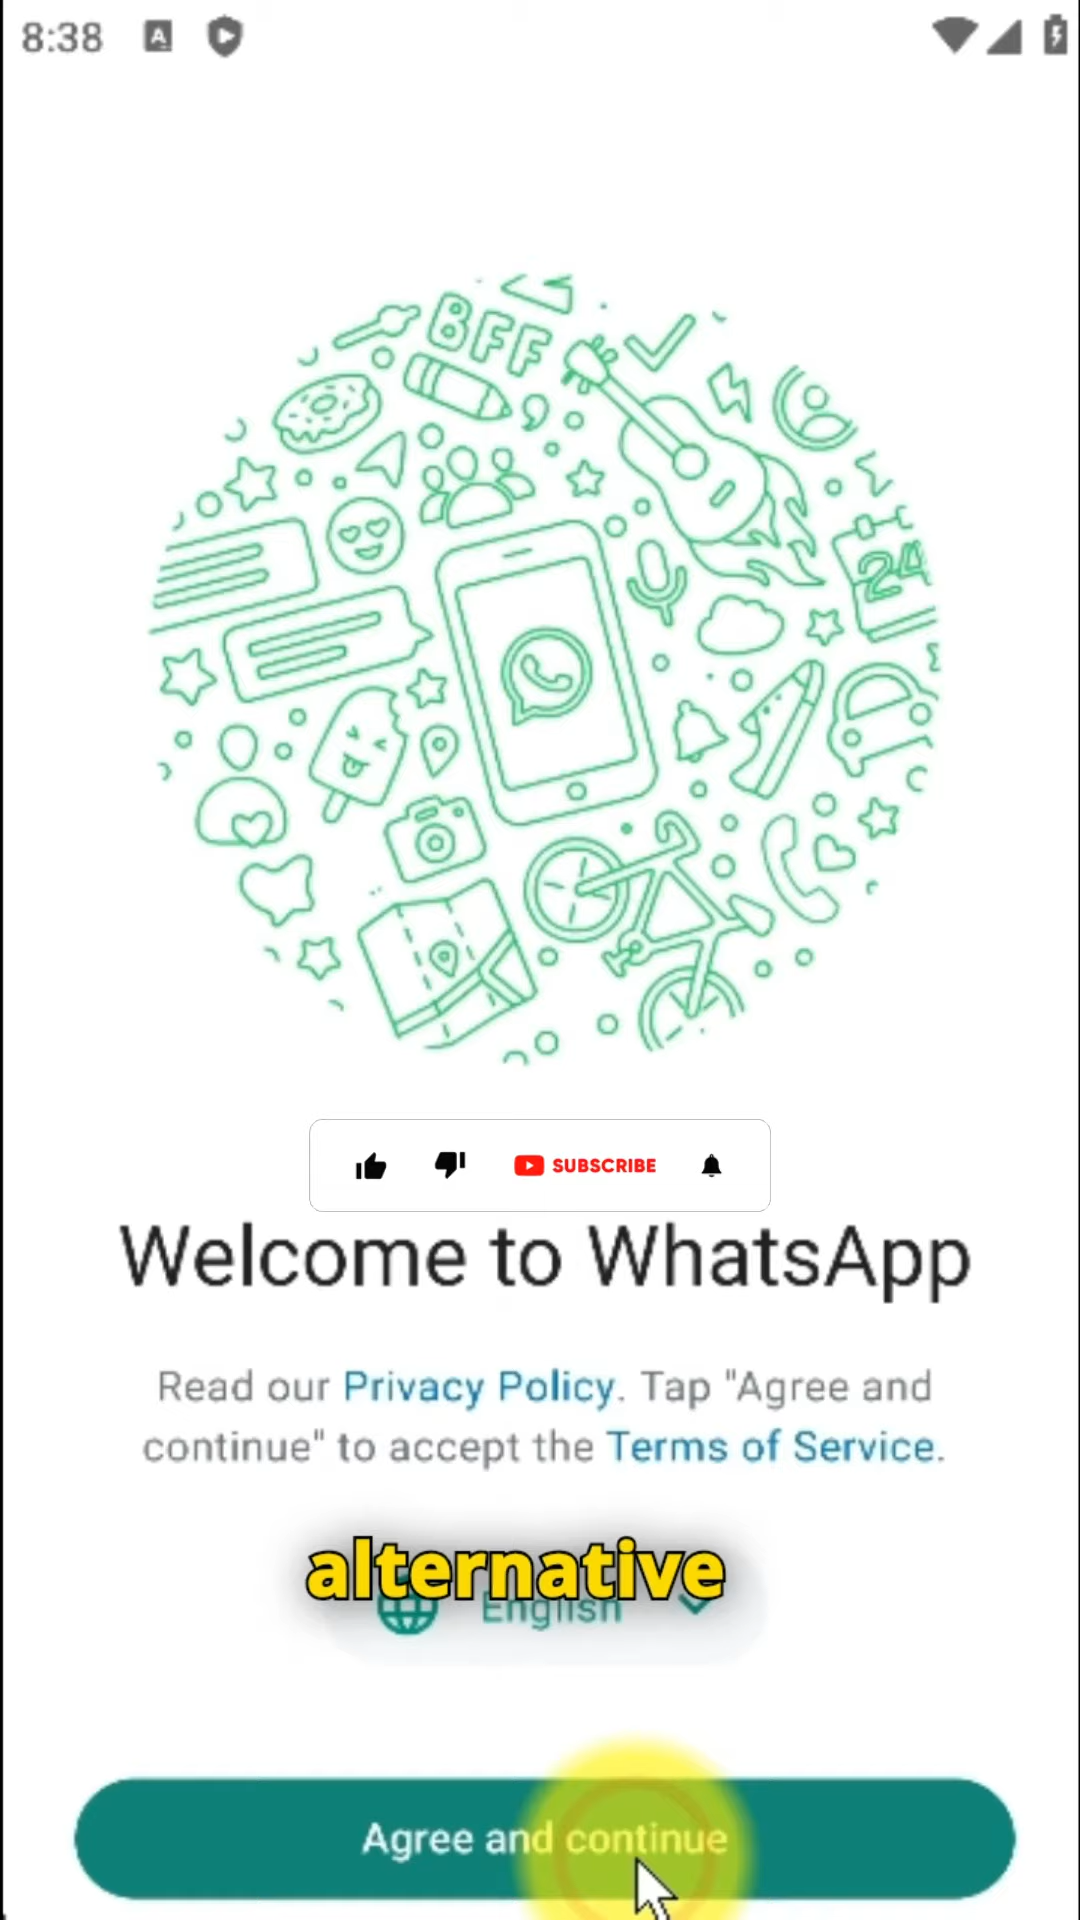 8:38
A
BFF
24
SUBSCRIBE
Welcome to WhatsApp
Read our Privacy Policy. Tap "Agree and
continue" to accept the Terms of Service.
alternative
English
Agree and continue